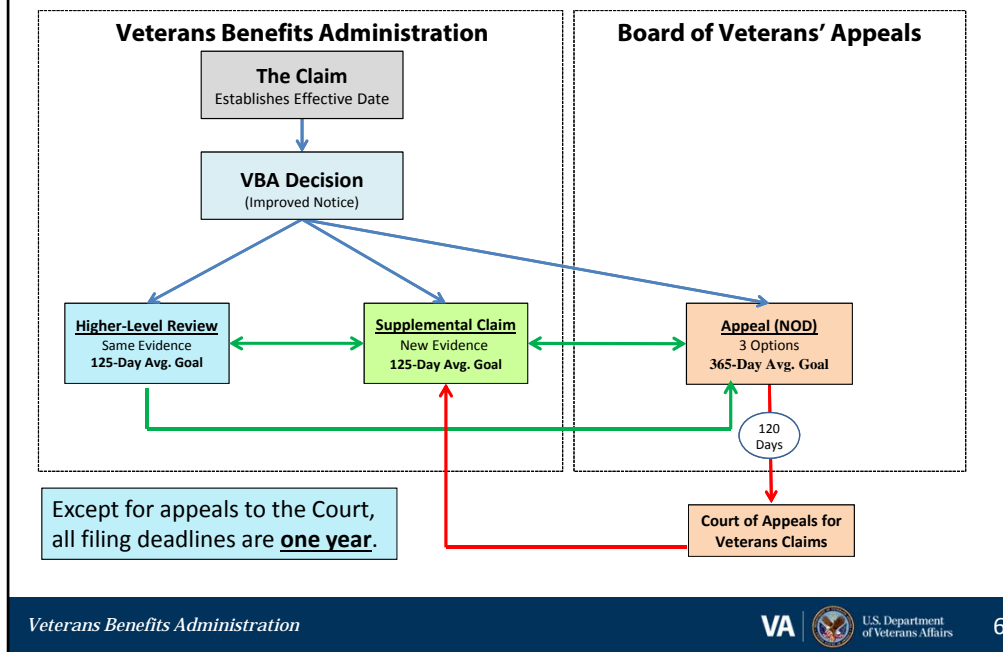 Veterans Benefits Administration
Board of Veterans' Appeals
The Claim
Establishes Effective Date
VBA Decision
(Improved Notice)
Higher-Level Review
Same Evidence
125-Day Avg. Goal
Supplemental Claim
New Evidence
125-Day Avg. Goal
Appeal (NOD)
3 Options
365-Day Avg. Goal
120
Days
Court of Appeals for
Veterans Claims
Except for appeals to the Court,
all filing deadlines are one year.
Veterans Benefits Administration
VA
U.S. Department
of Veterans Affairs
6